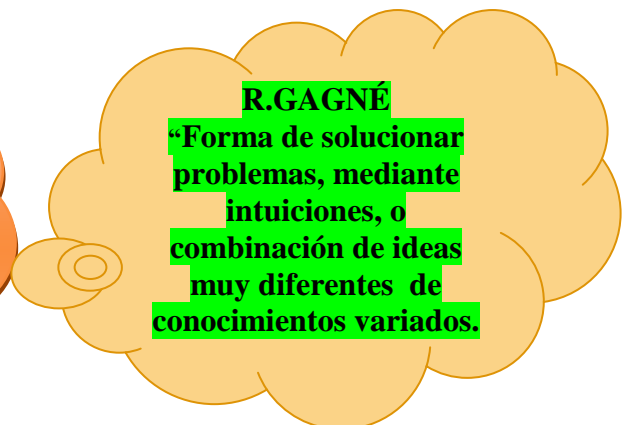 R.GAGNÉ
“Forma de solucionar
problemas, mediante
intuiciones, o
combinación de ideas
muy diferentes  de
conocimientos variados.